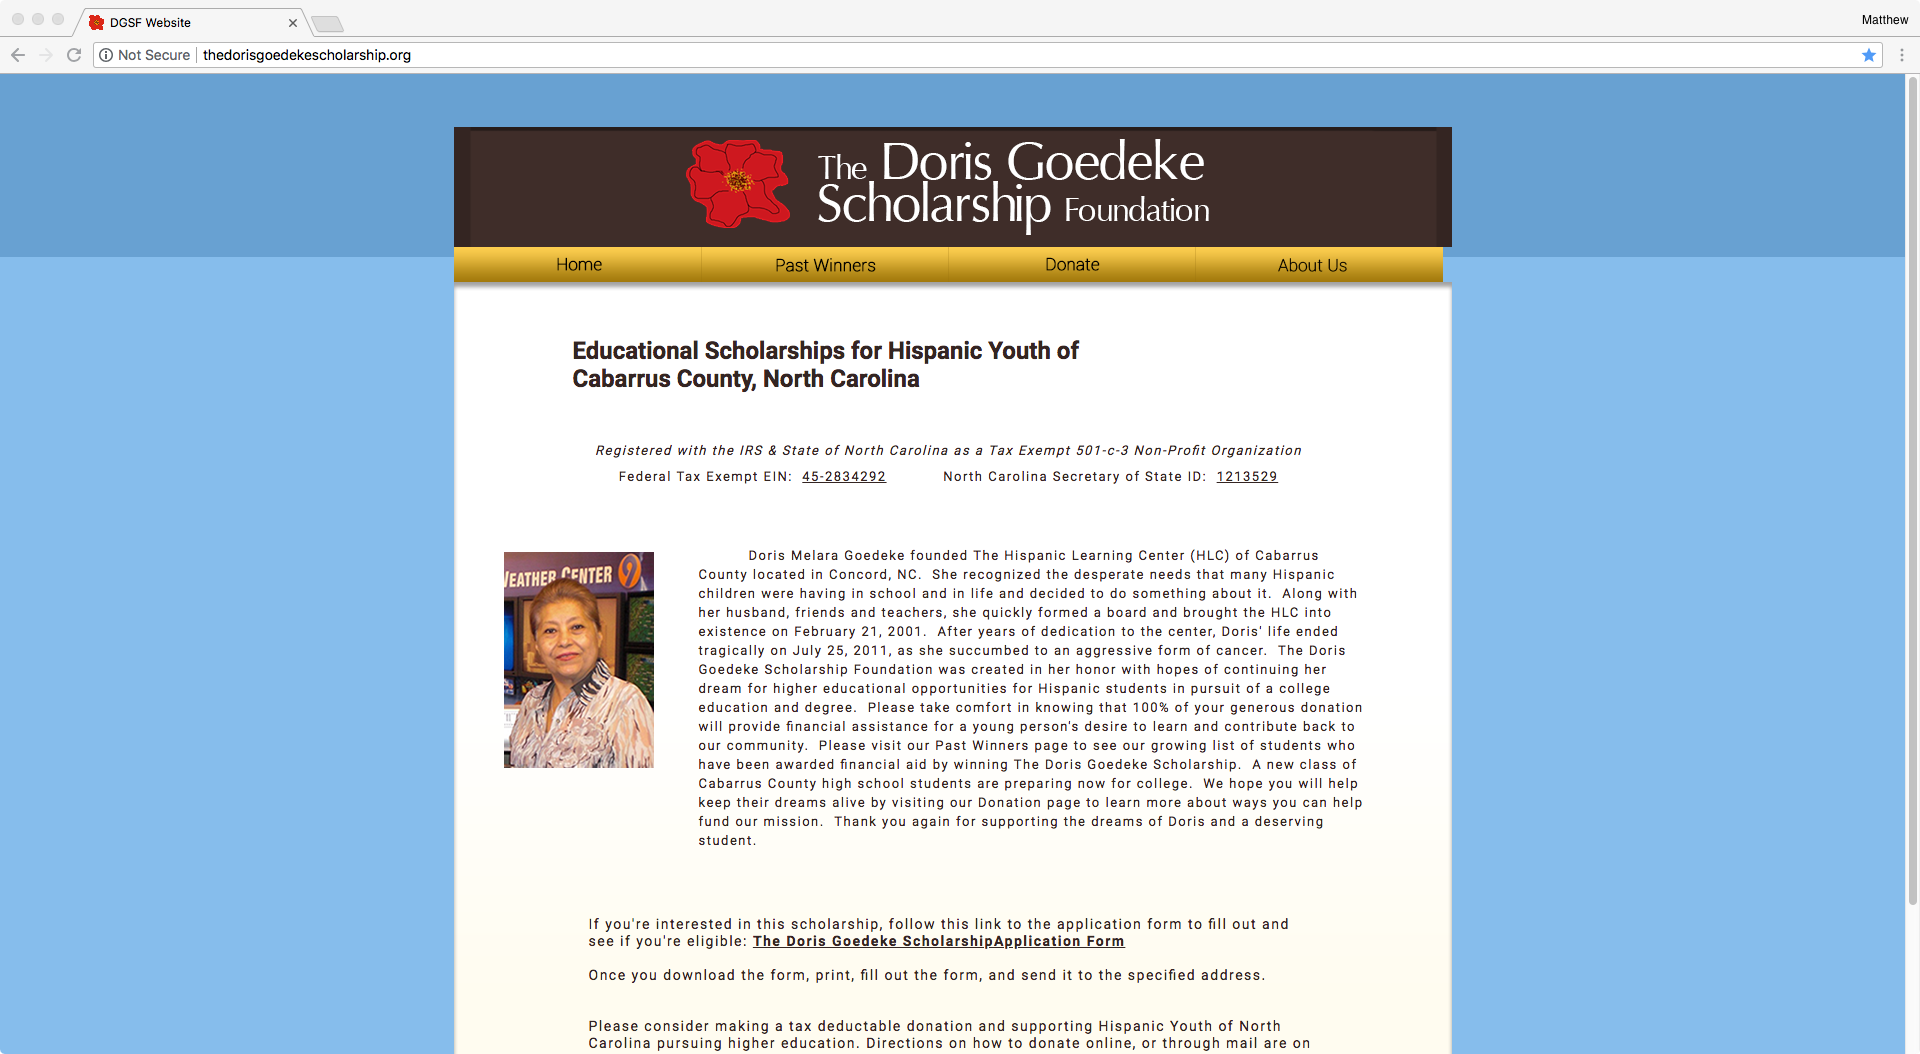 DGSF Website
Matthew
Not Secure
thedorisgoedekescholarship.org
The Doris Goedeke
Scholarship Foundation
Home
Past Winners
Donate
About Us
Educational Scholarships for Hispanic Youth of
Cabarrus County, North Carolina
Registered with the IRS & State of North Carolina as a Tax Exempt 501-c-3 Non-Profit Organization
Federal Tax Exempt EIN: 45-2834292 North Carolina Secretary of State ID: 1213529
WEATHER CENTER 9
Doris Melara Goedeke founded The Hispanic Learning Center (HLC) of Cabarrus
County located in Concord, NC. She recognized the desperate needs that many Hispanic
children were having in school and in life and decided to do something about it. Along with
her husband, friends and teachers, she quickly formed a board and brought the HLC into
existence on February 21, 2001. After years of dedication to the center, Doris' life ended
tragically on July 25, 2011, as she succumbed to an aggressive form of cancer. The Doris
Goedeke Scholarship Foundation was created in her honor with hopes of continuing her
dream for higher educational opportunities for Hispanic students in pursuit of a college
education and degree. Please take comfort in knowing that 100% of your generous donation
will provide financial assistance for a young person's desire to learn and contribute back to
our community. Please visit our Past Winners page to see our growing list of students who
have been awarded financial aid by winning The Doris Goedeke Scholarship. A new class of
Cabarrus County high school students are preparing now for college. We hope you will help
keep their dreams alive by visiting our Donation page to learn more about ways you can help
fund our mission. Thank you again for supporting the dreams of Doris and a deserving
student.
If you're interested in this scholarship, follow this link to the application form to fill out and
see if you're eligible: The Doris Goedeke ScholarshipApplication Form
Once you download the form, print, fill out the form, and send it to the specified address.
Please consider making a tax deductable donation and supporting Hispanic Youth of North
Carolina pursuing higher education. Directions on how to donate online, or through mail are on